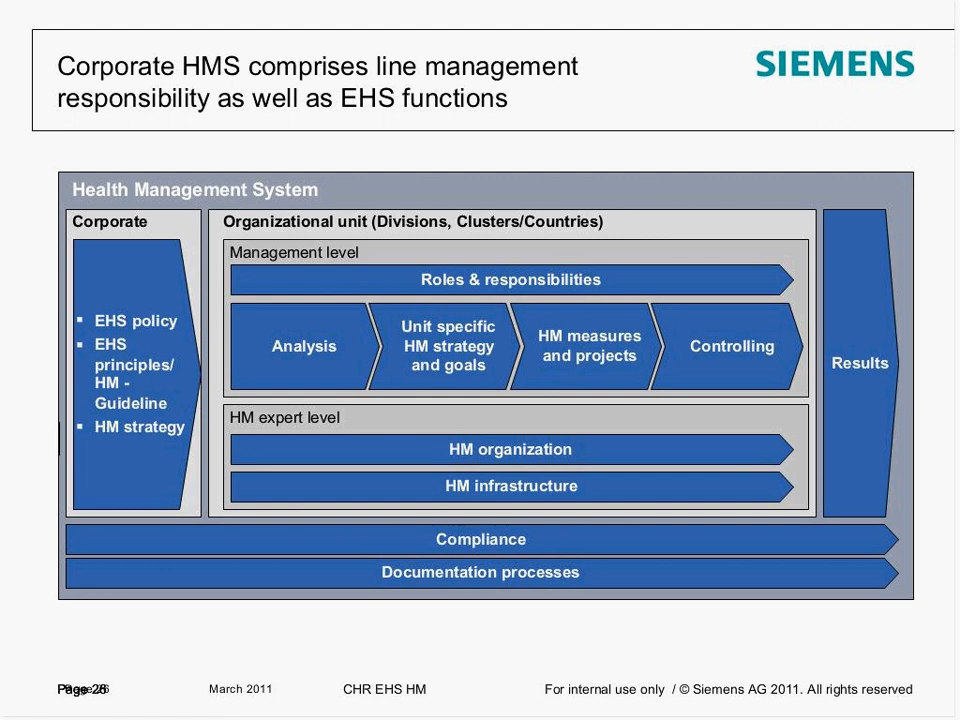 Corporate HMS comprises line management
responsibility as well as EHS functions
SIEMENS
Health Management System
Corporate
▪ EHS policy
▪ EHS
principles/
HM -
Guideline
▪ HM strategy
Organizational unit (Divisions, Clusters/Countries)
Management level
Roles & responsibilities
Analysis
Unit specific
HM strategy
and goals
HM measures
and projects
Controlling
HM expert level
HM organization
HM infrastructure
Results
Compliance
Documentation processes
Page
March 2011
CHR EHS HM
For internal use only / © Siemens AG 2011. All rights reserved